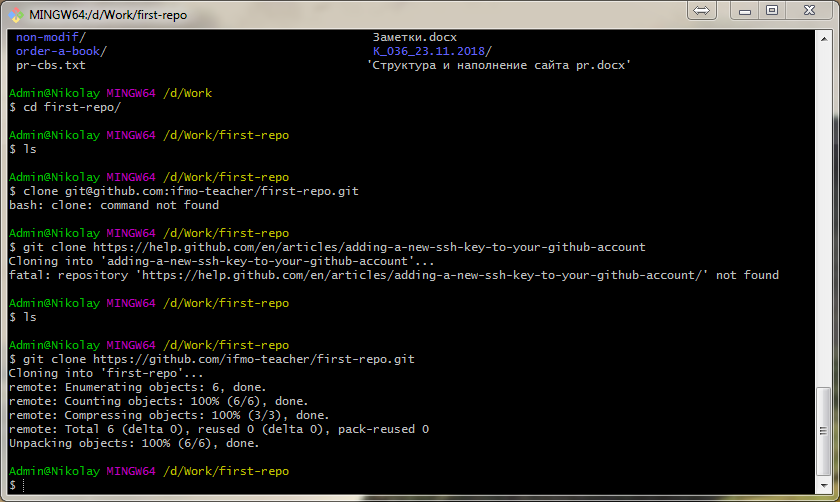 MINGW64:/d/Work/first-repo
non-modif/ Заметки.docx
order-a-book/ K_036_23.11.2018/
pr-cbs.txt 'Структура и наполнение сайта pr.docx'
Admin@Nikolay MINGW64 /d/Work
$ cd first-repo/
Admin@Nikolay MINGW64 /d/Work/first-repo
$ ls
Admin@Nikolay MINGW64 /d/Work/first-repo
$ clone git@github.com:ifmo-teacher/first-repo.git
bash: clone: command not found
Admin@Nikolay MINGW64 /d/Work/first-repo
$ git clone https://help.github.com/en/articles/adding-a-new-ssh-key-to-your-github-account
Cloning into 'adding-a-new-ssh-key-to-your-github-account'...
fatal: repository 'https://help.github.com/en/articles/adding-a-new-ssh-key-to-your-github-account/' not found
Admin@Nikolay MINGW64 /d/Work/first-repo
$ ls
Admin@Nikolay MINGW64 /d/Work/first-repo
$ git clone https://github.com/ifmo-teacher/first-repo.git
Cloning into 'first-repo'...
remote: Enumerating objects: 6, done.
remote: Counting objects: 100% (6/6), done.
remote: Compressing objects: 100% (3/3), done.
remote: Total 6 (delta 0), reused 0 (delta 0), pack-reused 0
Unpacking objects: 100% (6/6), done.
Admin@Nikolay MINGW64 /d/Work/first-repo
$